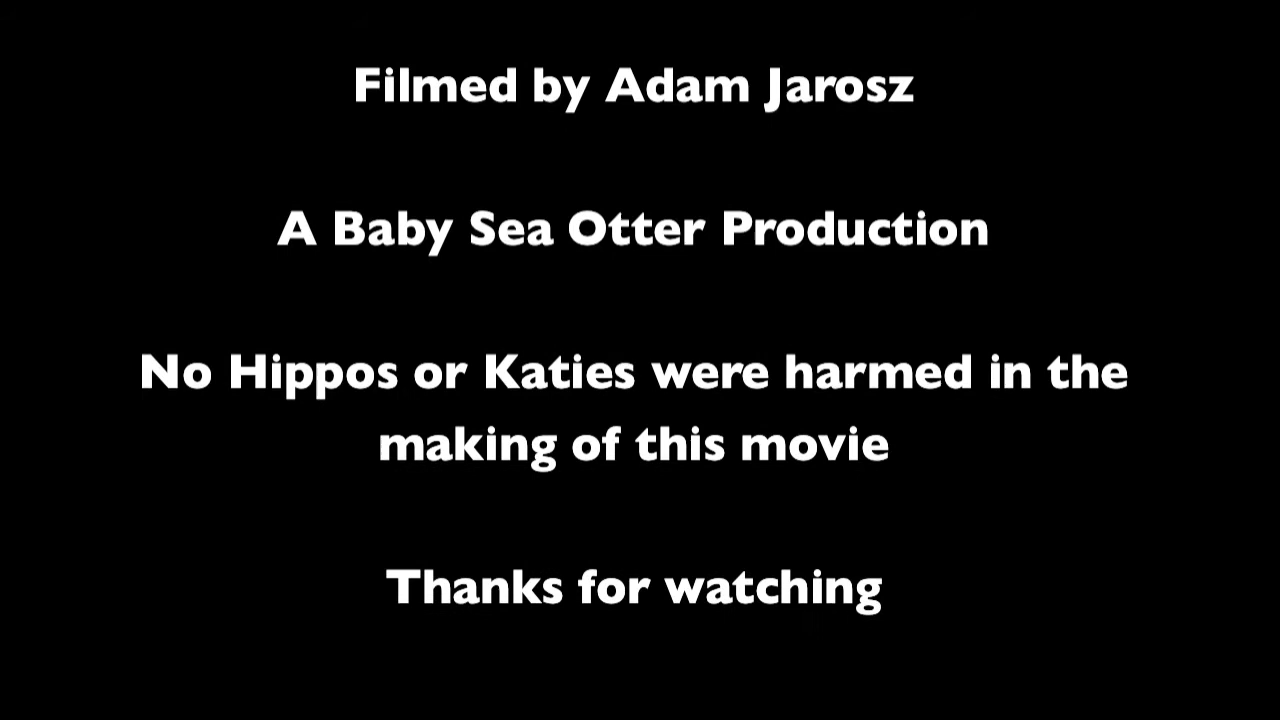 Filmed by Adam Jarosz
A Baby Sea Otter Production
No Hippos or Katies were harmed in the
making of this movie
Thanks for watching